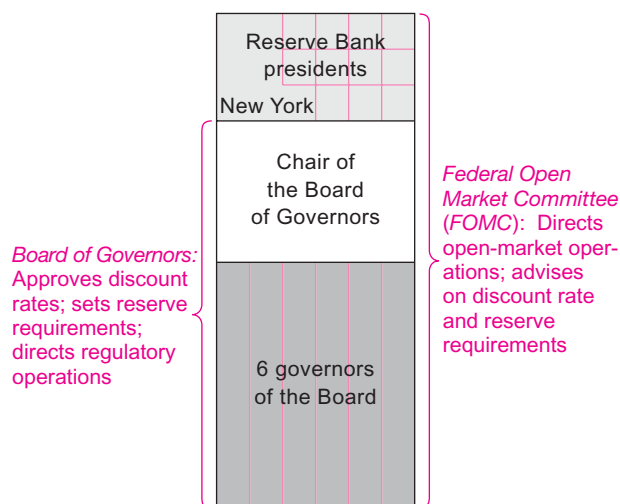 Reserve Bank
presidents
New York
Chair of
the Board
of Governors
6 governors
of the Board
Board of Governors:
Approves discount
rates; sets reserve
requirements;
directs regulatory
operations
Federal Open
Market Committee
(FOMC): Directs
open-market oper-
ations; advises
on discount rate
and reserve
requirements